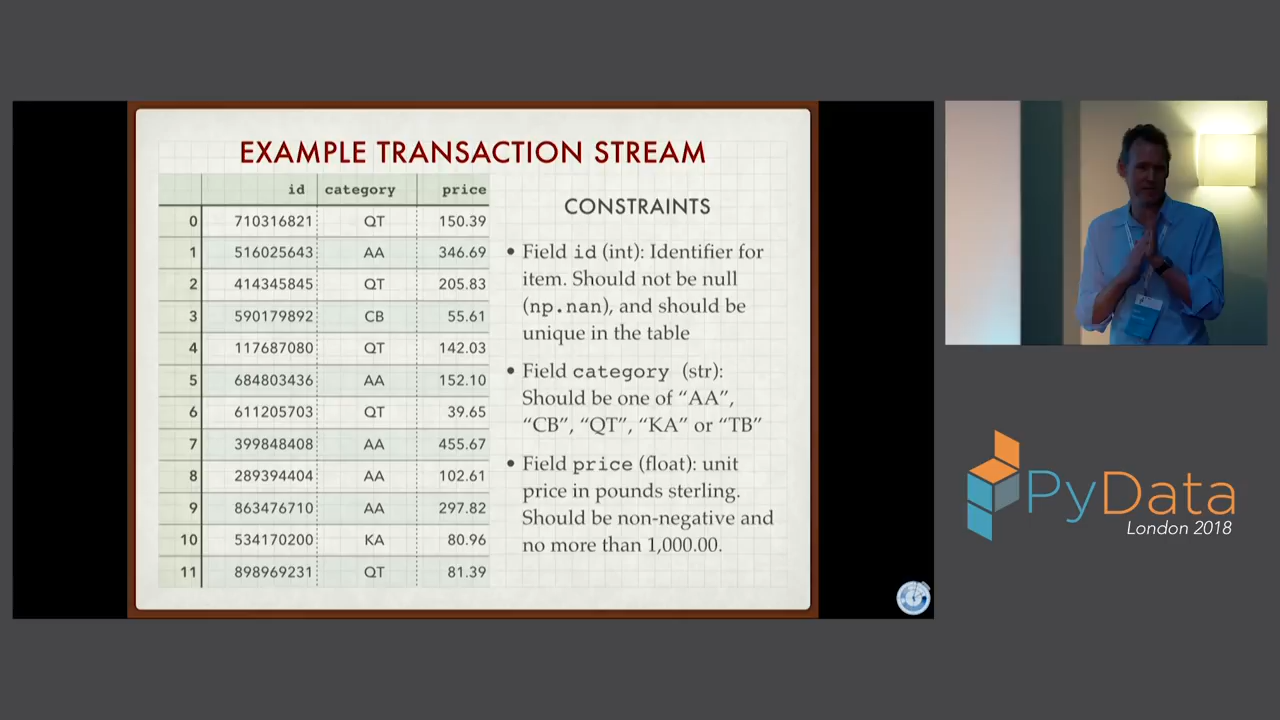 EXAMPLE TRANSACTION STREAM
id category price
0 710316821 QT 150.39
1 516025643 AA 346.69
2 414345845 QT 205.83
3 590179892 CB 55.61
4 117687080 QT 142.03
5 684803436 AA 152.10
6 611205703 QT 39.65
7 399848408 AA 455.67
8 289394404 AA 102.61
9 863476710 AA 297.82
10 534170200 KA 80.96
11 898969231 QT 81.39
CONSTRAINTS
• Field id (int): Identifier for
item. Should not be null
(np.nan), and should be
unique in the table
• Field category (str):
Should be one of “AA”,
“CB”, “QT”, “KA” or “TB”
• Field price (float): unit
price in pounds sterling.
Should be non-negative and
no more than 1,000.00.
PyData
London 2018